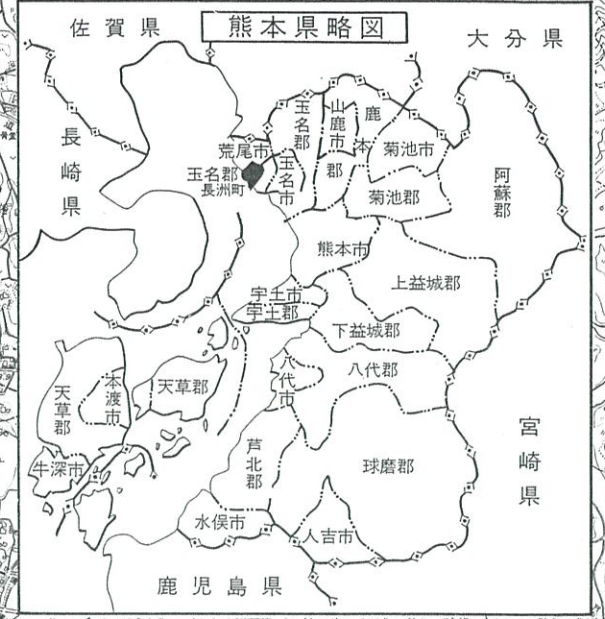 熊本県略図
佐賀県
大分県
長崎県
玉名郡
山鹿市
鹿本郡
菊池市
荒尾市
玉名郡
長洲町
玉名市
菊池郡
阿蘇郡
熊本市
上益城郡
宇土市
宇土郡
下益城郡
八代市
八代郡
天草郡
本渡市
天草郡
牛深市
芦北郡
球磨郡
宮崎県
水俣市
人吉市
鹿児島県